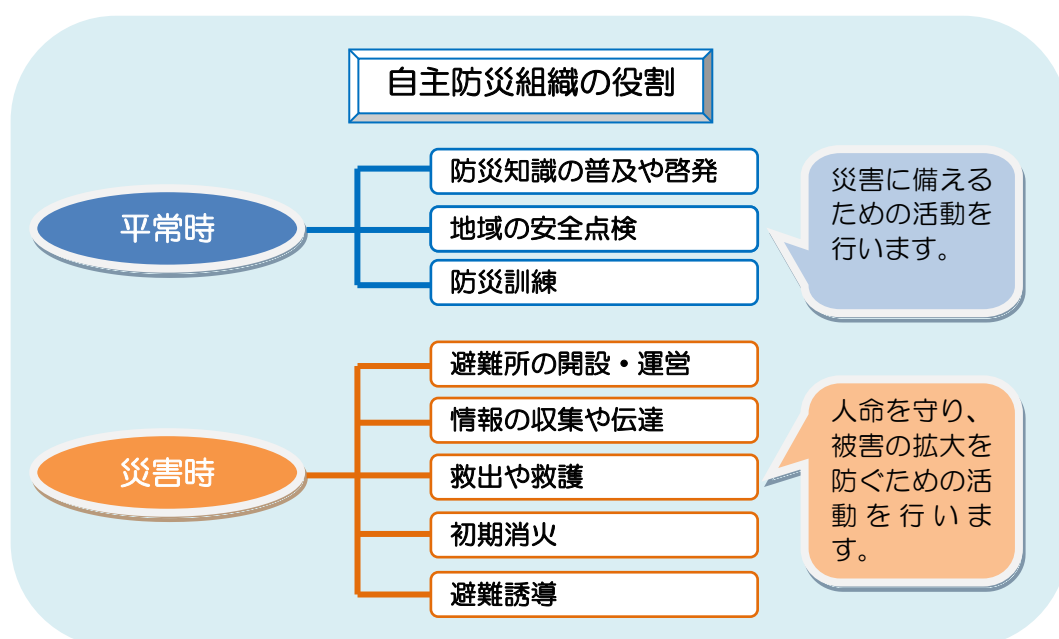 自主防災組織の役割
平常時
防災知識の普及や啓発
地域の安全点検
防災訓練
災害に備える
ための活動を
行います。
災害時
避難所の開設・運営
情報の収集や伝達
救出や救護
初期消火
避難誘導
人命を守り、
被害の拡大を
防ぐための活
動を行いま
す。